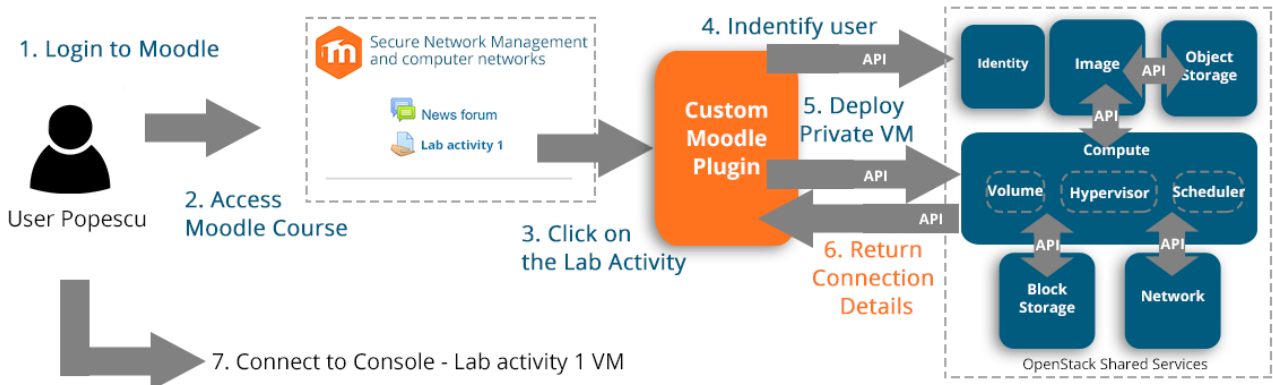 1. Login to Moodle
User Popescu
2. Access
Moodle Course
Secure Network Management
and computer networks
News forum
Lab activity 1
3. Click on
the Lab Activity
Custom
Moodle
Plugin
4. Indentify user
API
5. Deploy
Private VM
API
API
6. Return
Connection
Details
Identity
Image
API
Object
Storage
API
Compute
Volume
Hypervisor
Scheduler
API
API
Block
Storage
Network
OpenStack Shared Services
7. Connect to Console - Lab activity 1 VM